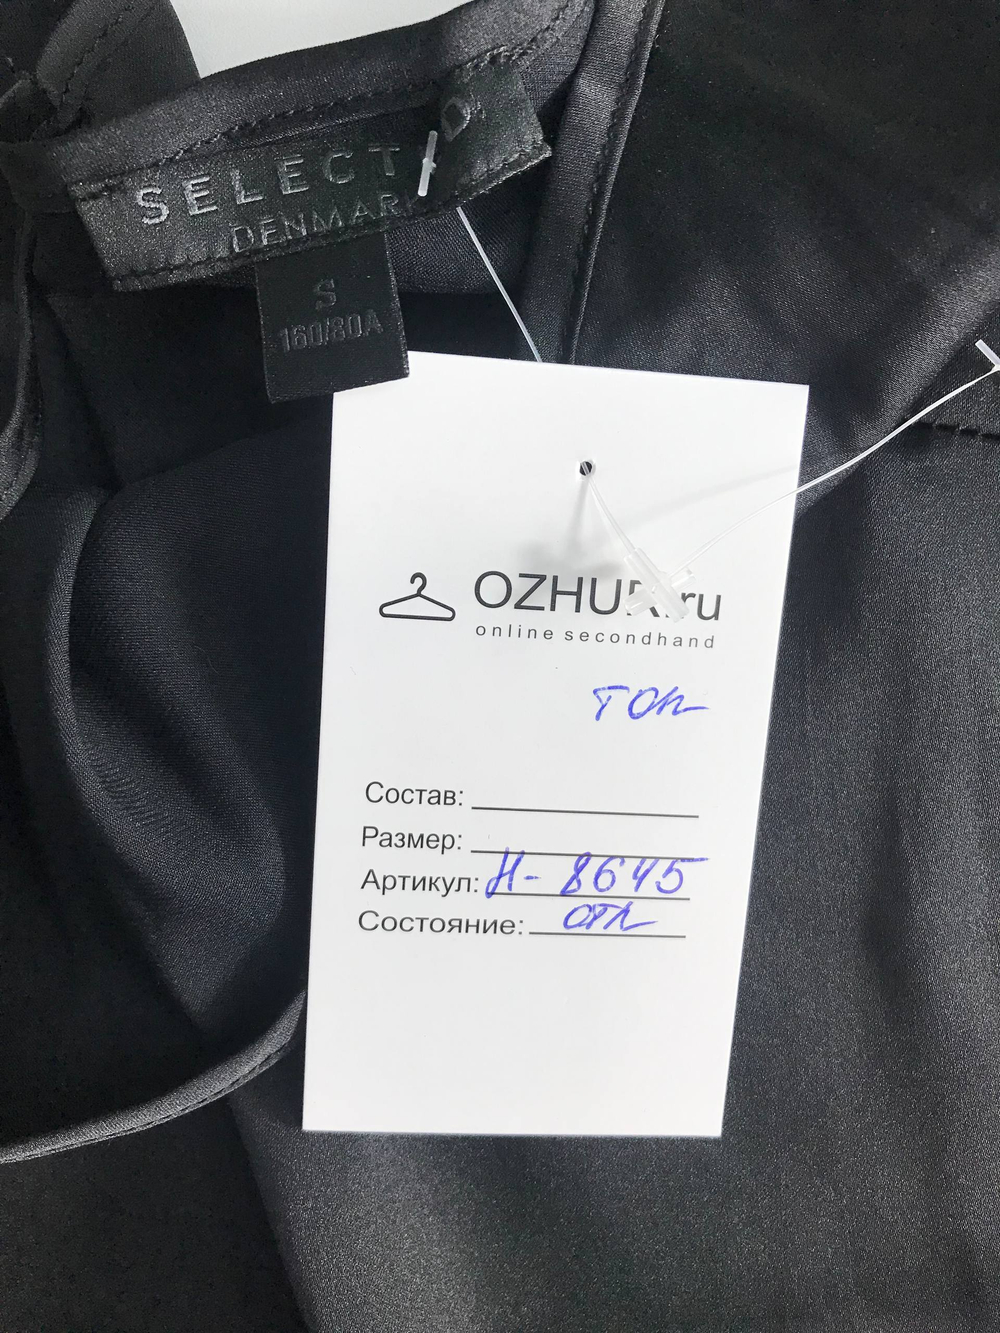 SELECTED
DENMARK
S
160/80A
OZHUR.ru
online secondhand
топ
Состав:
Размер:
Артикул: Н- 8645
Состояние: отл